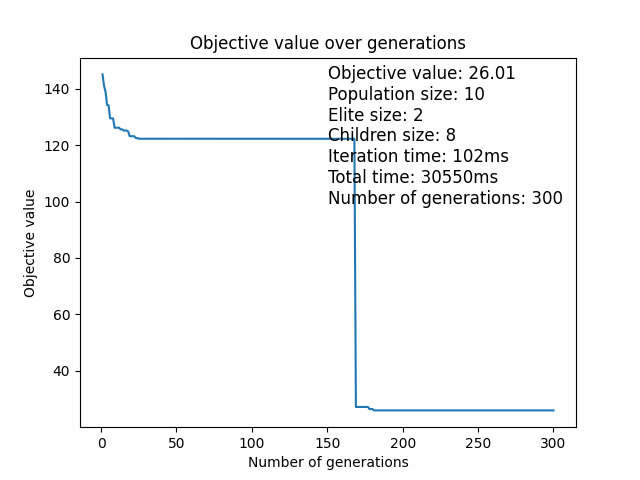 Objective value over generations
Objective value: 26.01
Population size: 10
Elite size: 2
Children size: 8
Iteration time: 102ms
Total time: 30550ms
Number of generations: 300
Objective value
140
120
100
80
60
40
0 50 100 150 200 250 300
Number of generations